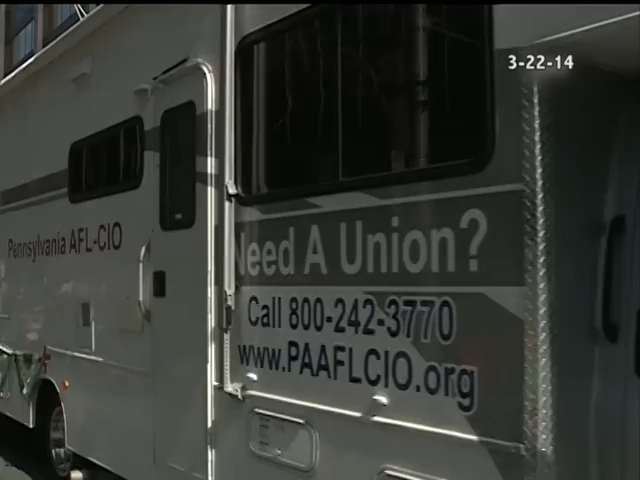 3-22-14
Pennsylvania AFL-CIO
Need A Union?
Call 800-242-3770
www.PAAFLCIO.org